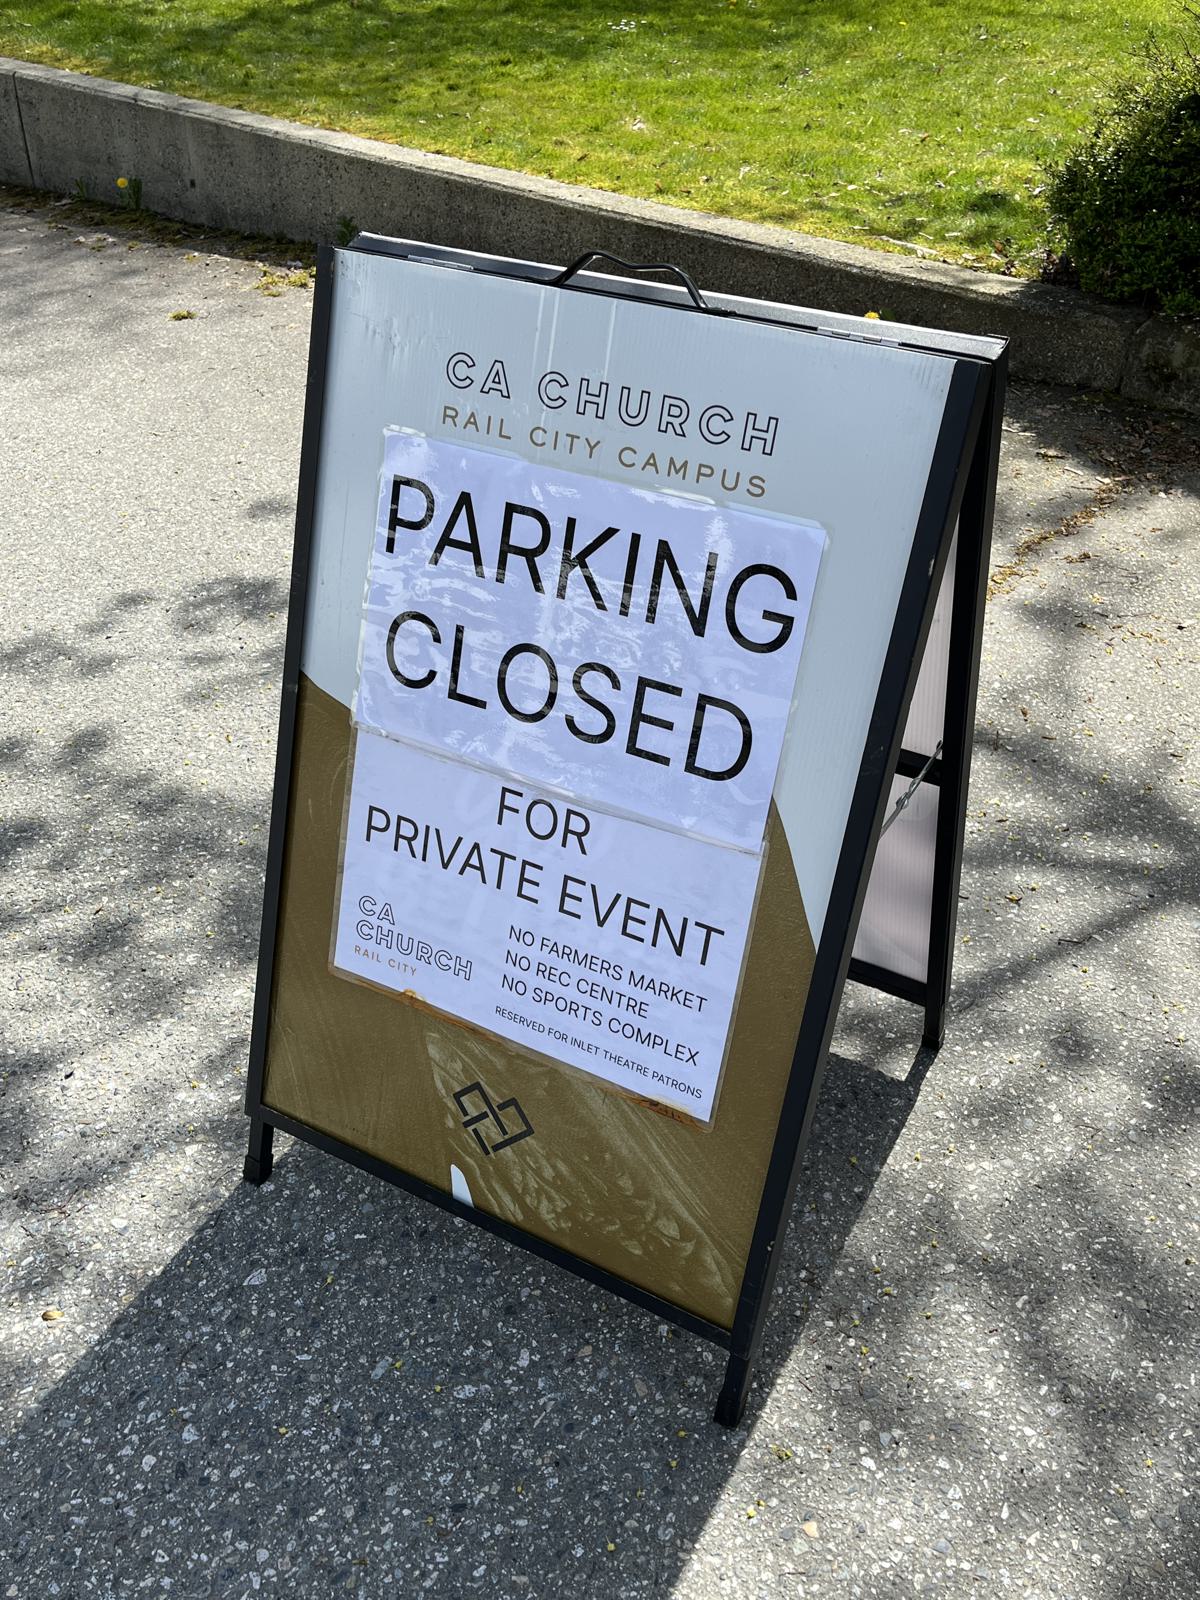 CA CHURCH
RAIL CITY CAMPUS
PARKING
CLOSED
FOR
PRIVATE EVENT
CA
CHURCH
RAIL CITY
NO FARMERS MARKET
NO REC CENTRE
NO SPORTS COMPLEX
RESERVED FOR INLET THEATRE PATRONS